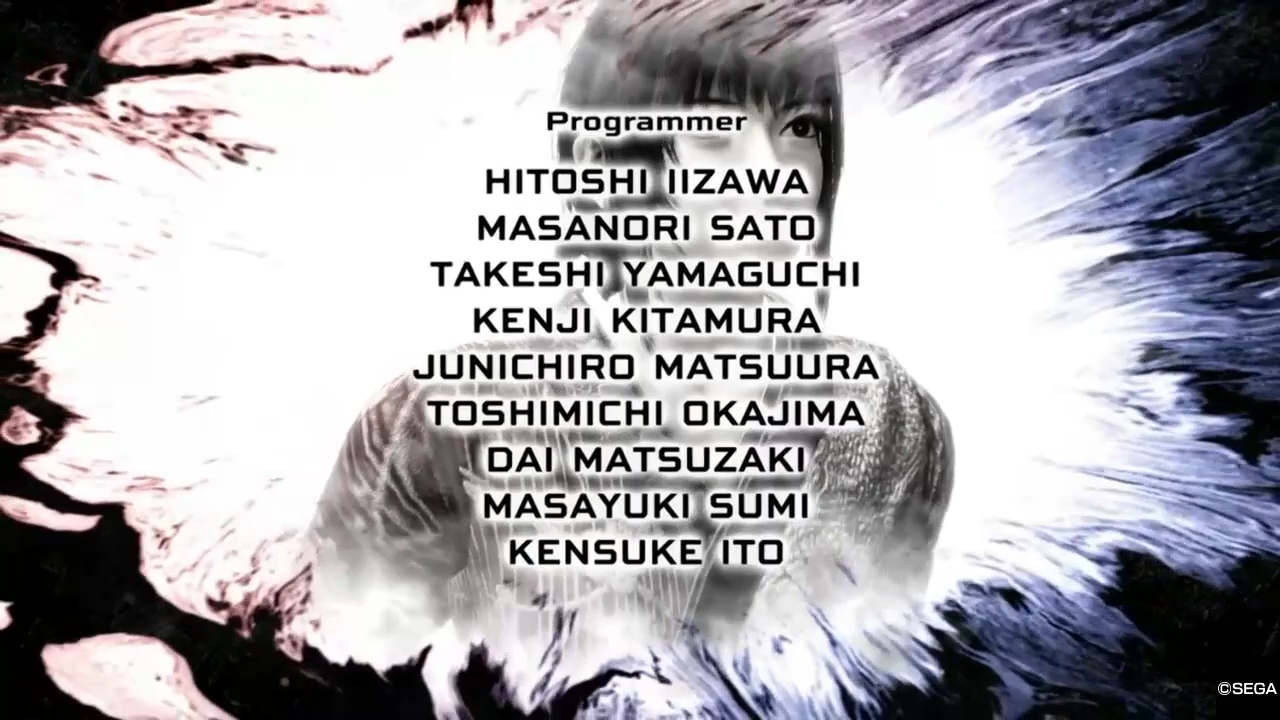 Programmer
HITOSHI IIZAWA
MASANORI SATO
TAKESHI YAMAGUCHI
KENJI KITAMURA
JUNICHIRO MATSUURA
TOSHIMICHI OKAJIMA
DAI MATSUZAKI
MASAYUKI SUMI
KENSUKE ITO
©SEGA